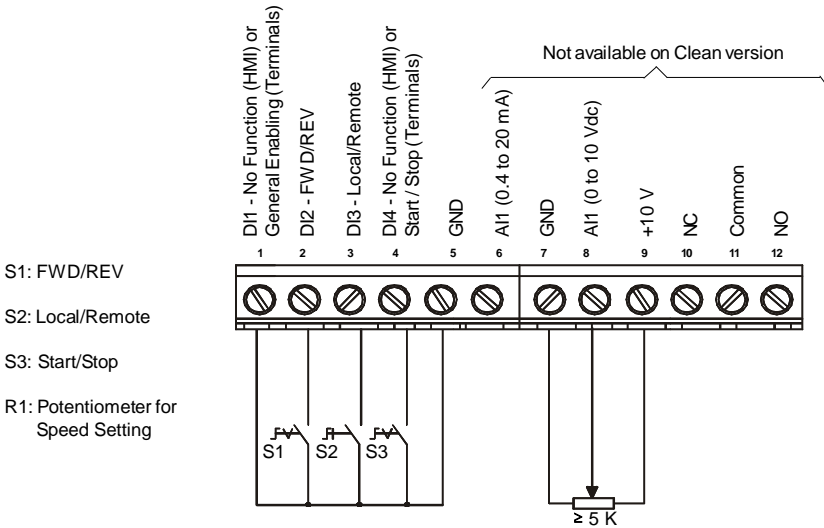 Not available on Clean version
DI1 - No Function (HMI) or
General Enabling (Terminals)
DI2 - FWD/REV
DI3 - Local/Remote
DI4 - No Function (HMI) or
Start / Stop (Terminals)
GND
AI1 (0.4 to 20 mA)
GND
AI1 (0 to 10 Vdc)
+10 V
NC
Common
NO
1 2 3 4 5 6 7 8 9 10 11 12
S1: FWD/REV
S2: Local/Remote
S3: Start/Stop
R1: Potentiometer for
Speed Setting
S1 S2 S3
≥ 5 K